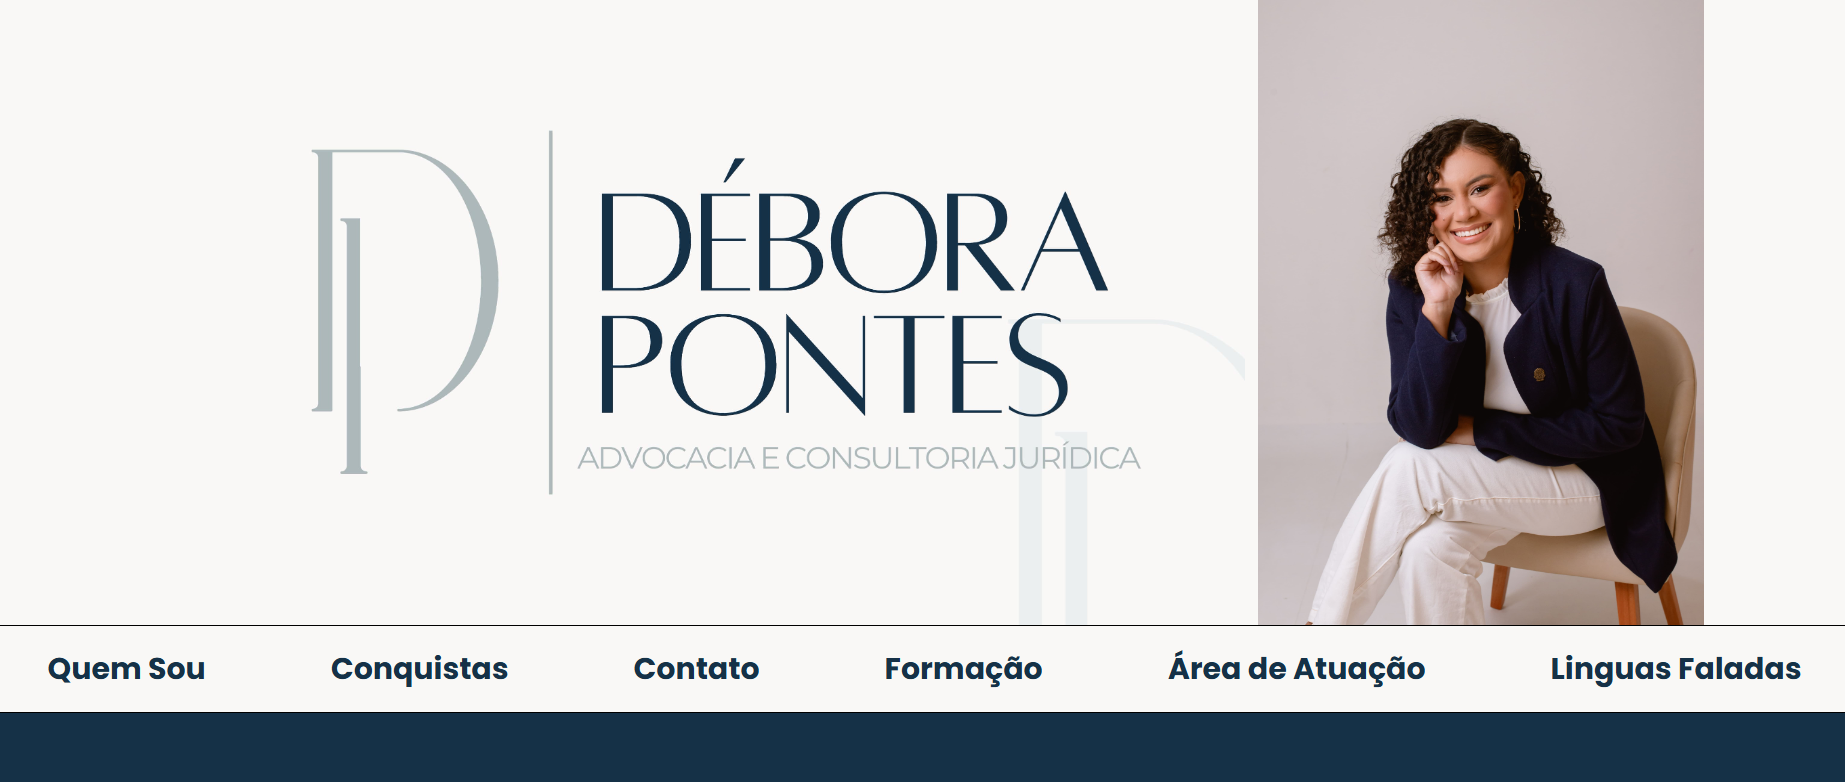 DÉBORA
PONTES
ADVOCACIA E CONSULTORIA JURÍDICA
Quem Sou Conquistas Contato Formação Área de Atuação Linguas Faladas